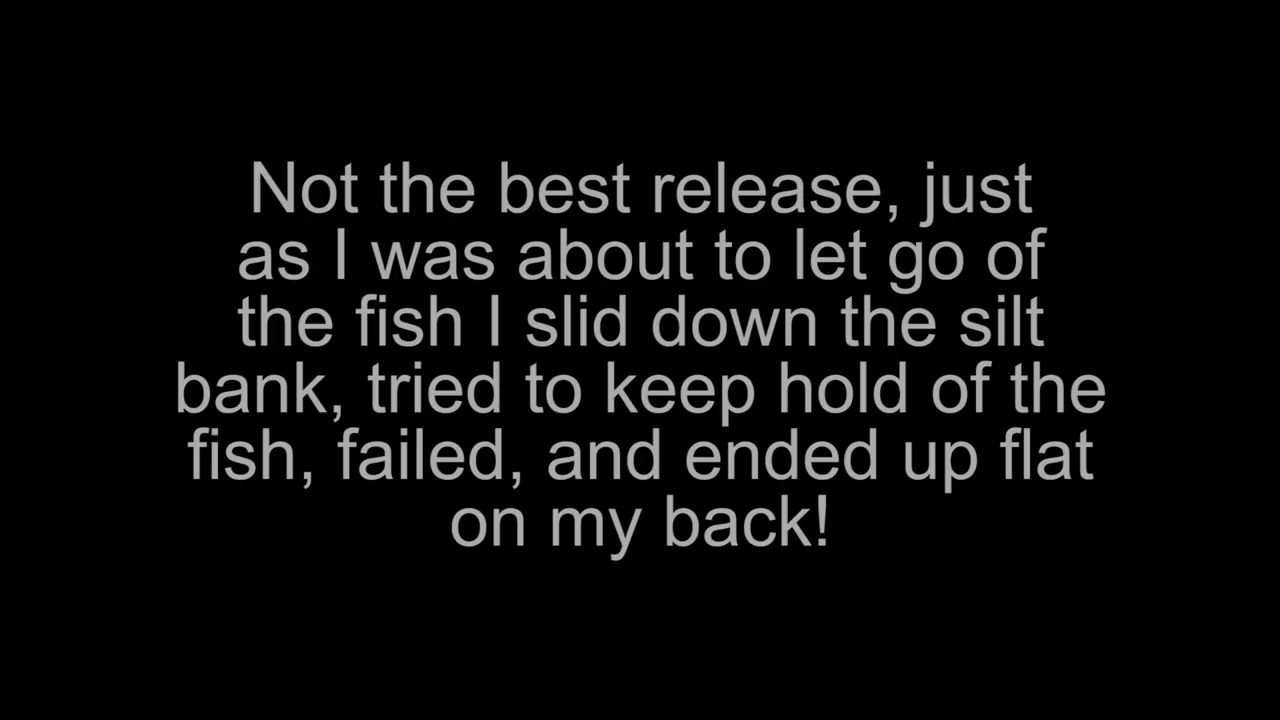 Not the best release, just
as I was about to let go of
the fish I slid down the silt
bank, tried to keep hold of the
fish, failed, and ended up flat
on my back!